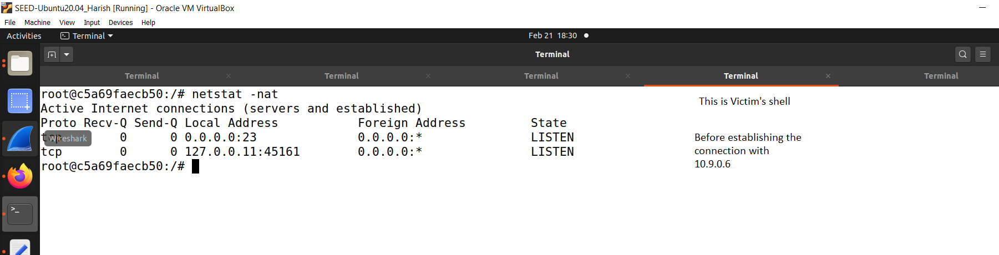 SEED-Ubuntu20.04_Harish [Running] - Oracle VM VirtualBox
File Machine View Input Devices Help
Activities Terminal Feb 21 18:30
Terminal
Terminal Terminal Terminal Terminal Terminal
root@c5a69faecb50:/# netstat -nat
This is Victim's shell
Active Internet connections (servers and established)
Proto Recv-Q Send-Q Local Address Foreign Address State
tcp 0 0 0.0.0.0:23 0.0.0.0:* LISTEN
Wireshark
tcp 0 0 127.0.0.11:45161 0.0.0.0:* LISTEN
root@c5a69faecb50:/#
Before establishing the
connection with
10.9.0.6